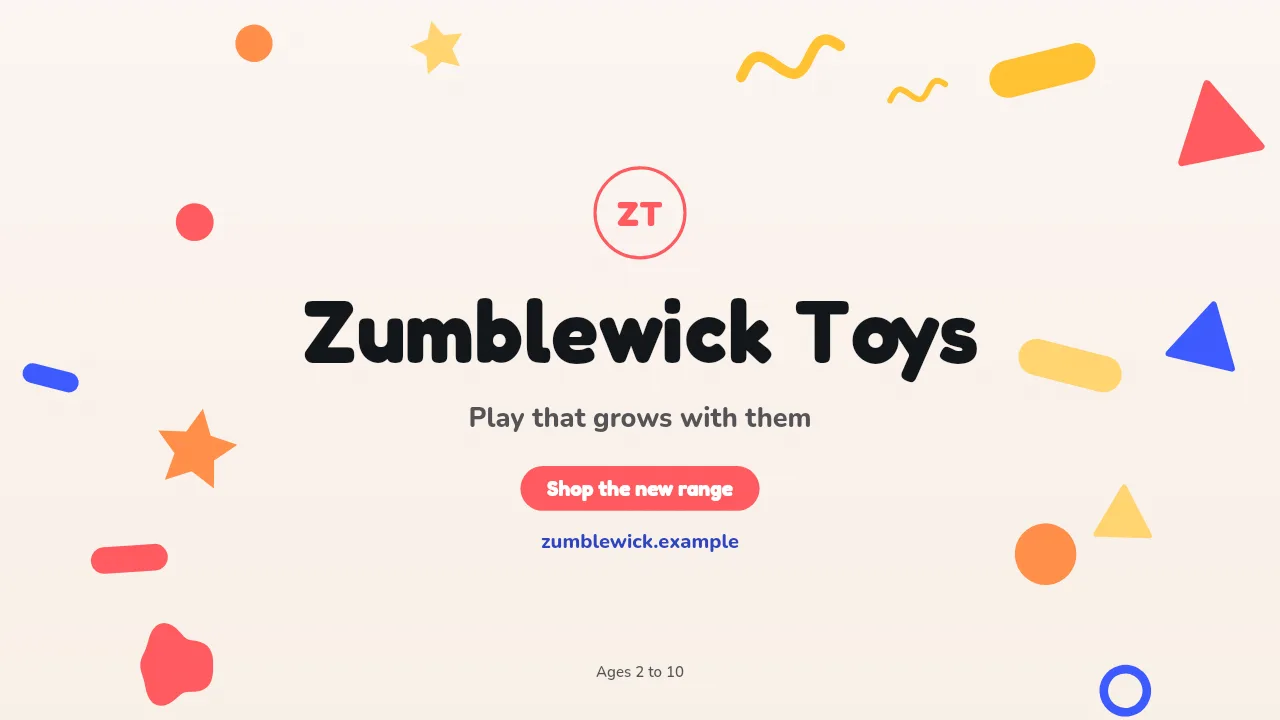 ZT
Zumblewick Toys
Play that grows with them
Shop the new range
zumblewick.example
Ages 2 to 10